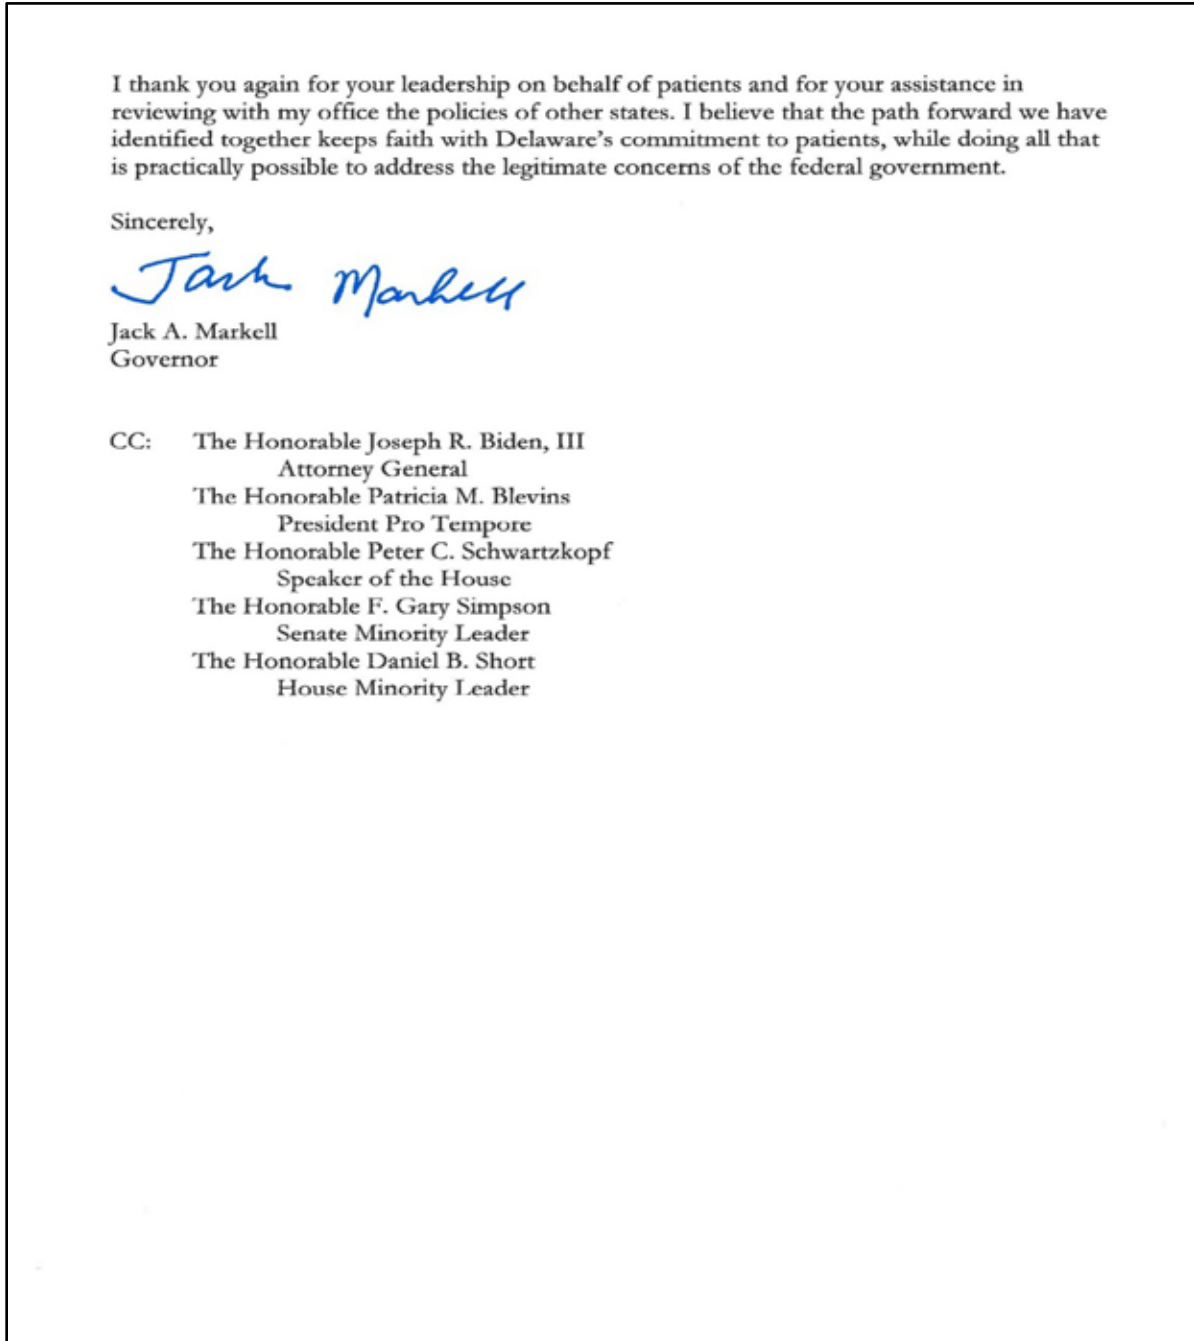 I thank you again for your leadership on behalf of patients and for your assistance in
reviewing with my office the policies of other states. I believe that the path forward we have
identified together keeps faith with Delaware's commitment to patients, while doing all that
is practically possible to address the legitimate concerns of the federal government.
Sincerely,
Jack Markell
Jack A. Markell
Governor
CC: The Honorable Joseph R. Biden, III
Attorney General
The Honorable Patricia M. Blevins
President Pro Tempore
The Honorable Peter C. Schwartzkopf
Speaker of the House
The Honorable F. Gary Simpson
Senate Minority Leader
The Honorable Daniel B. Short
House Minority Leader